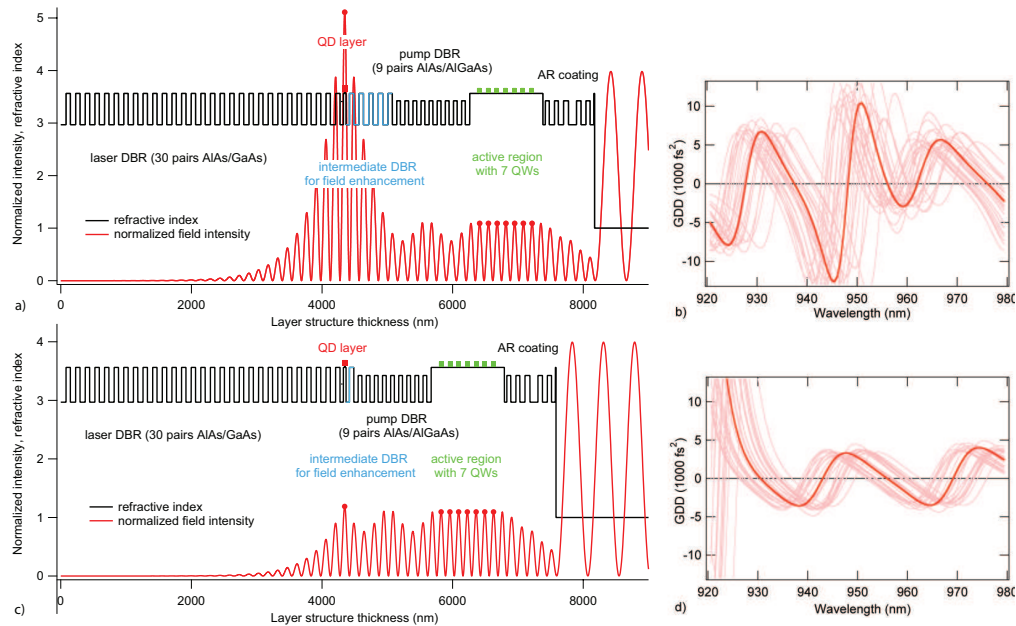 5
4
3
2
1
0
Normalized intensity, refractive index
QD layer
pump DBR
(9 pairs AlAs/AlGaAs)
AR coating
laser DBR (30 pairs AlAs/GaAs)
intermediate DBR
for field enhancement
active region
with 7 QWs
refractive index
normalized field intensity
0
2000
4000
6000
8000
a)
Layer structure thickness (nm)
10
5
0
-5
-10
GDD (1000 fs²)
920
930
940
950
960
970
980
b)
Wavelength (nm)
4
3
2
1
0
Normalized intensity, refractive index
QD layer
AR coating
laser DBR (30 pairs AlAs/GaAs)
pump DBR
(9 pairs AlAs/AlGaAs)
intermediate DBR
for field enhancement
active region
with 7 QWs
refractive index
normalized field intensity
0
2000
4000
6000
8000
c)
Layer structure thickness (nm)
10
5
0
-5
-10
GDD (1000 fs²)
920
930
940
950
960
970
980
d)
Wavelength (nm)